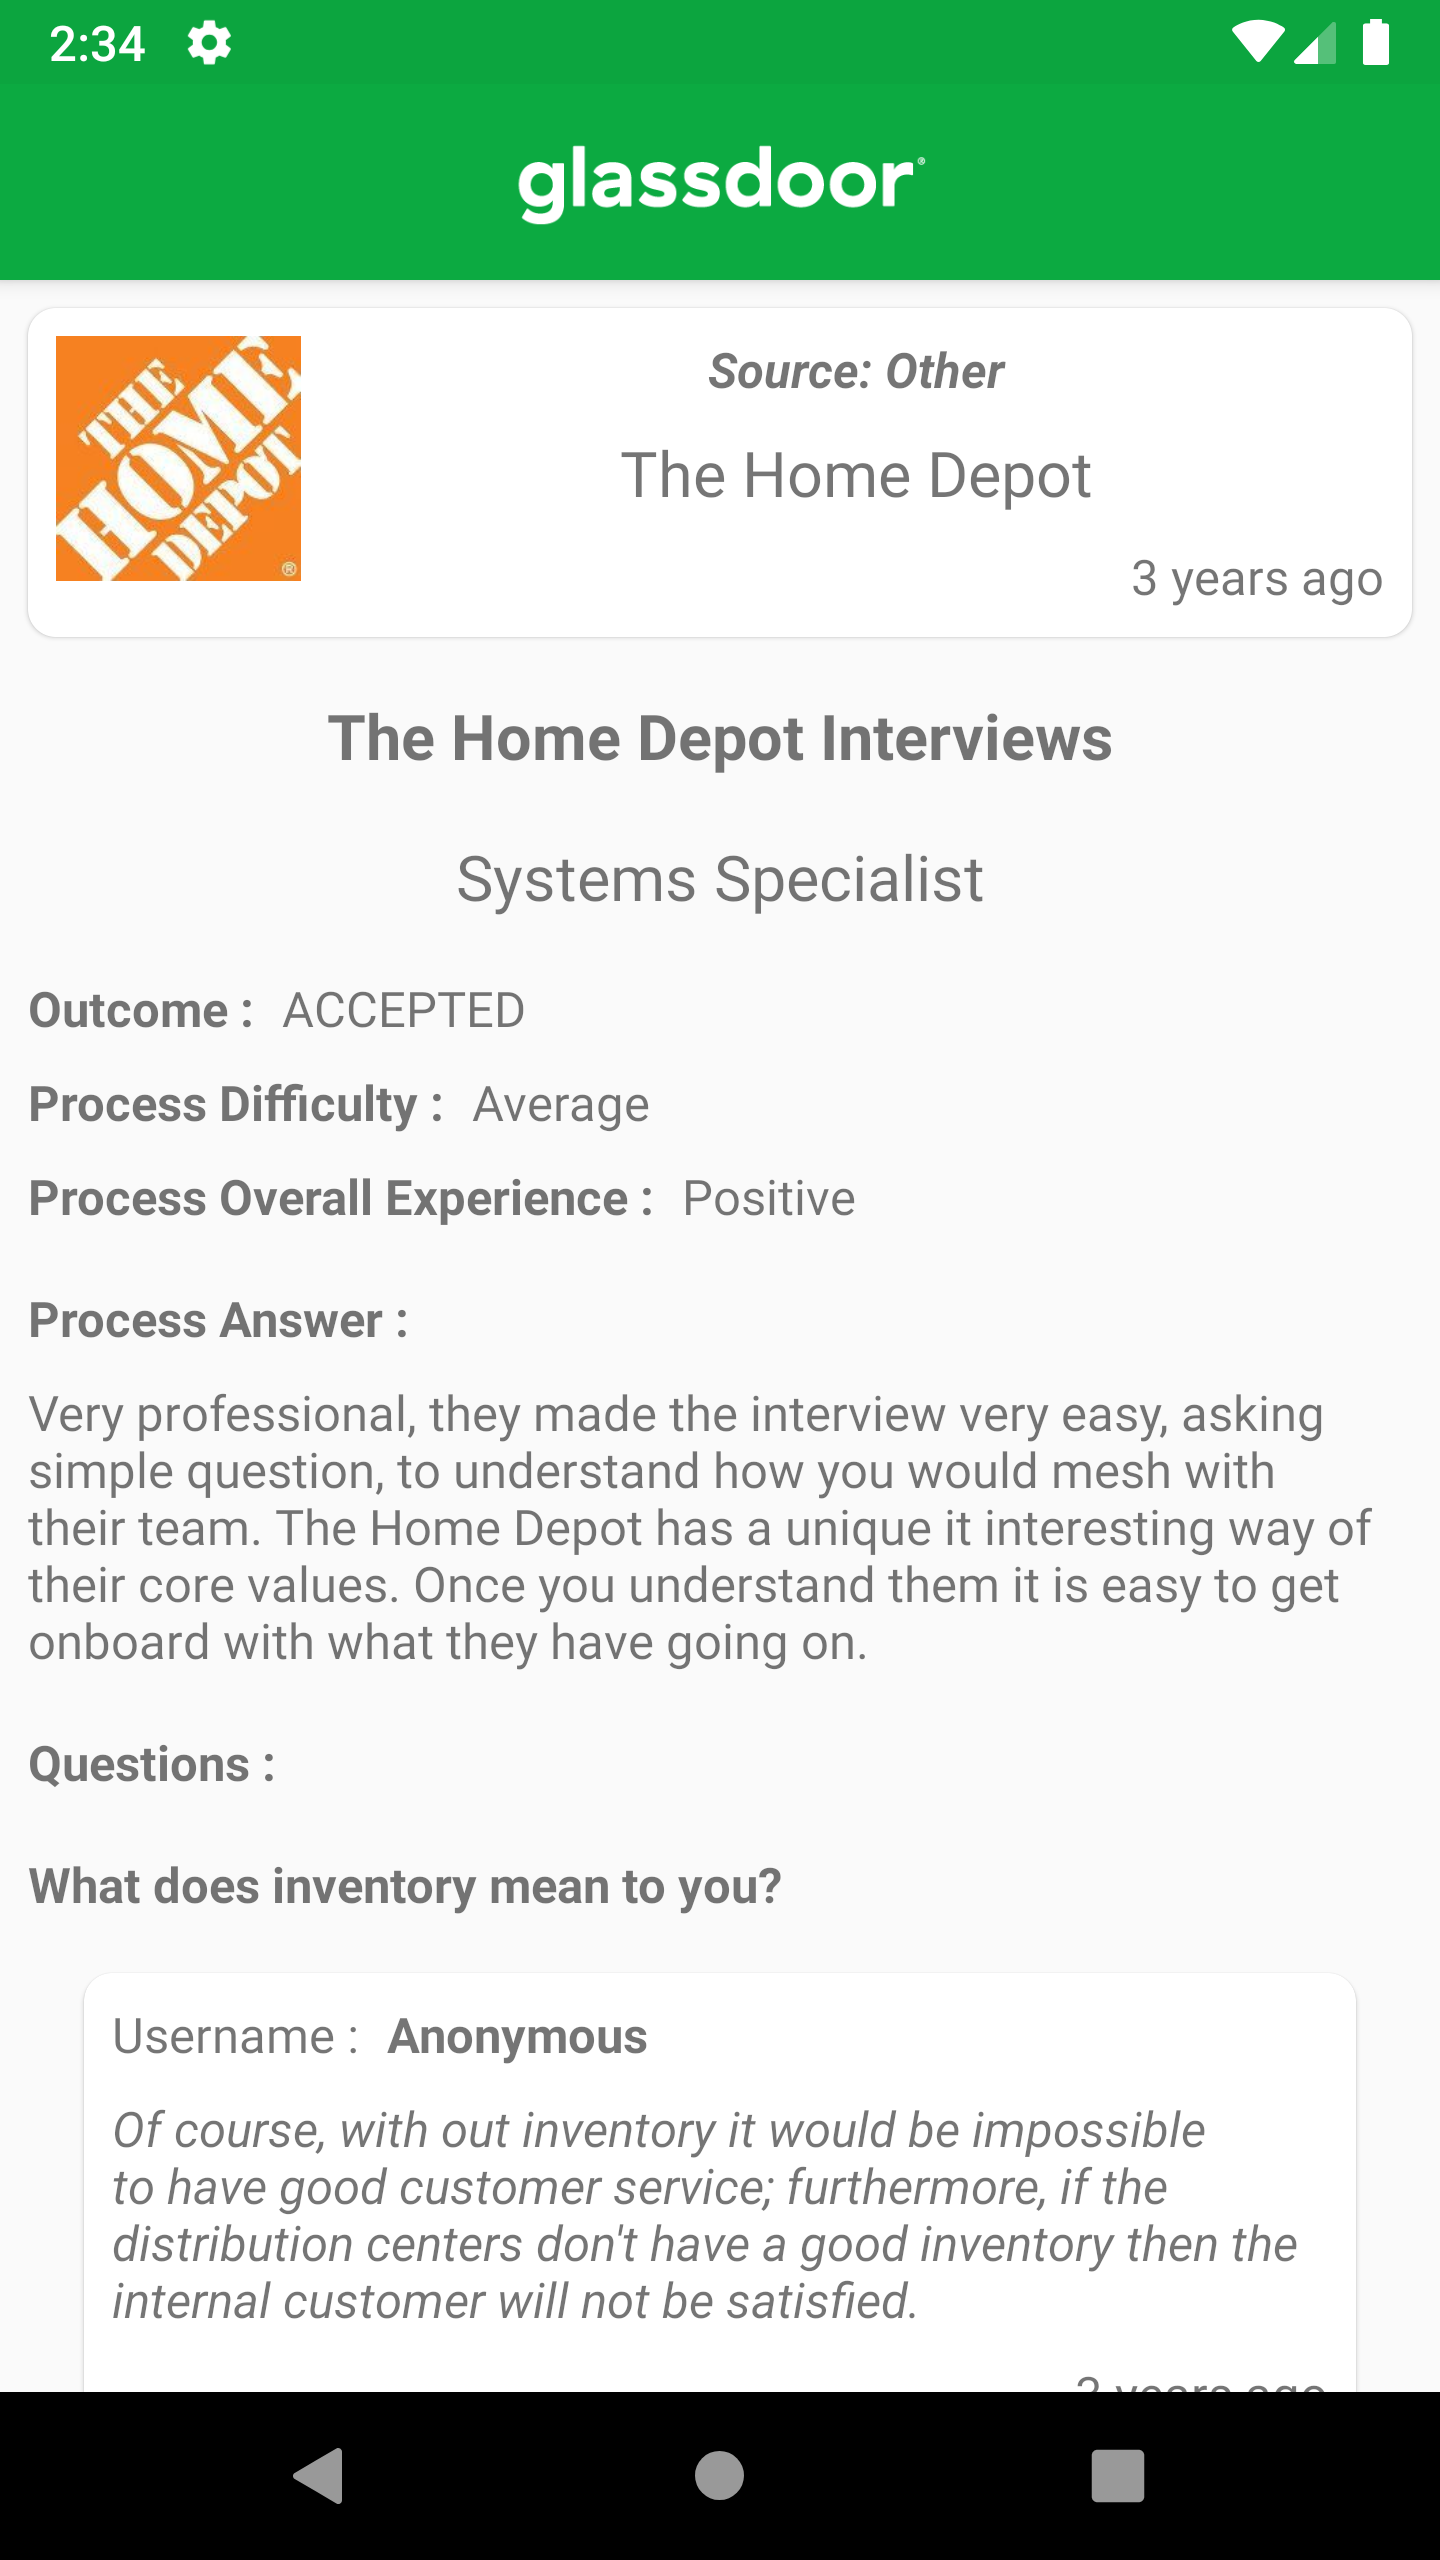 2:34
glassdoor
THE
HOME
DEPOT
®
Source: Other
The Home Depot
3 years ago
The Home Depot Interviews
Systems Specialist
Outcome : ACCEPTED
Process Difficulty : Average
Process Overall Experience : Positive
Process Answer :
Very professional, they made the interview very easy, asking
simple question, to understand how you would mesh with
their team. The Home Depot has a unique it interesting way of
their core values. Once you understand them it is easy to get
onboard with what they have going on.
Questions :
What does inventory mean to you?
Username : Anonymous
Of course, with out inventory it would be impossible
to have good customer service; furthermore, if the
distribution centers don't have a good inventory then the
internal customer will not be satisfied.
years ago